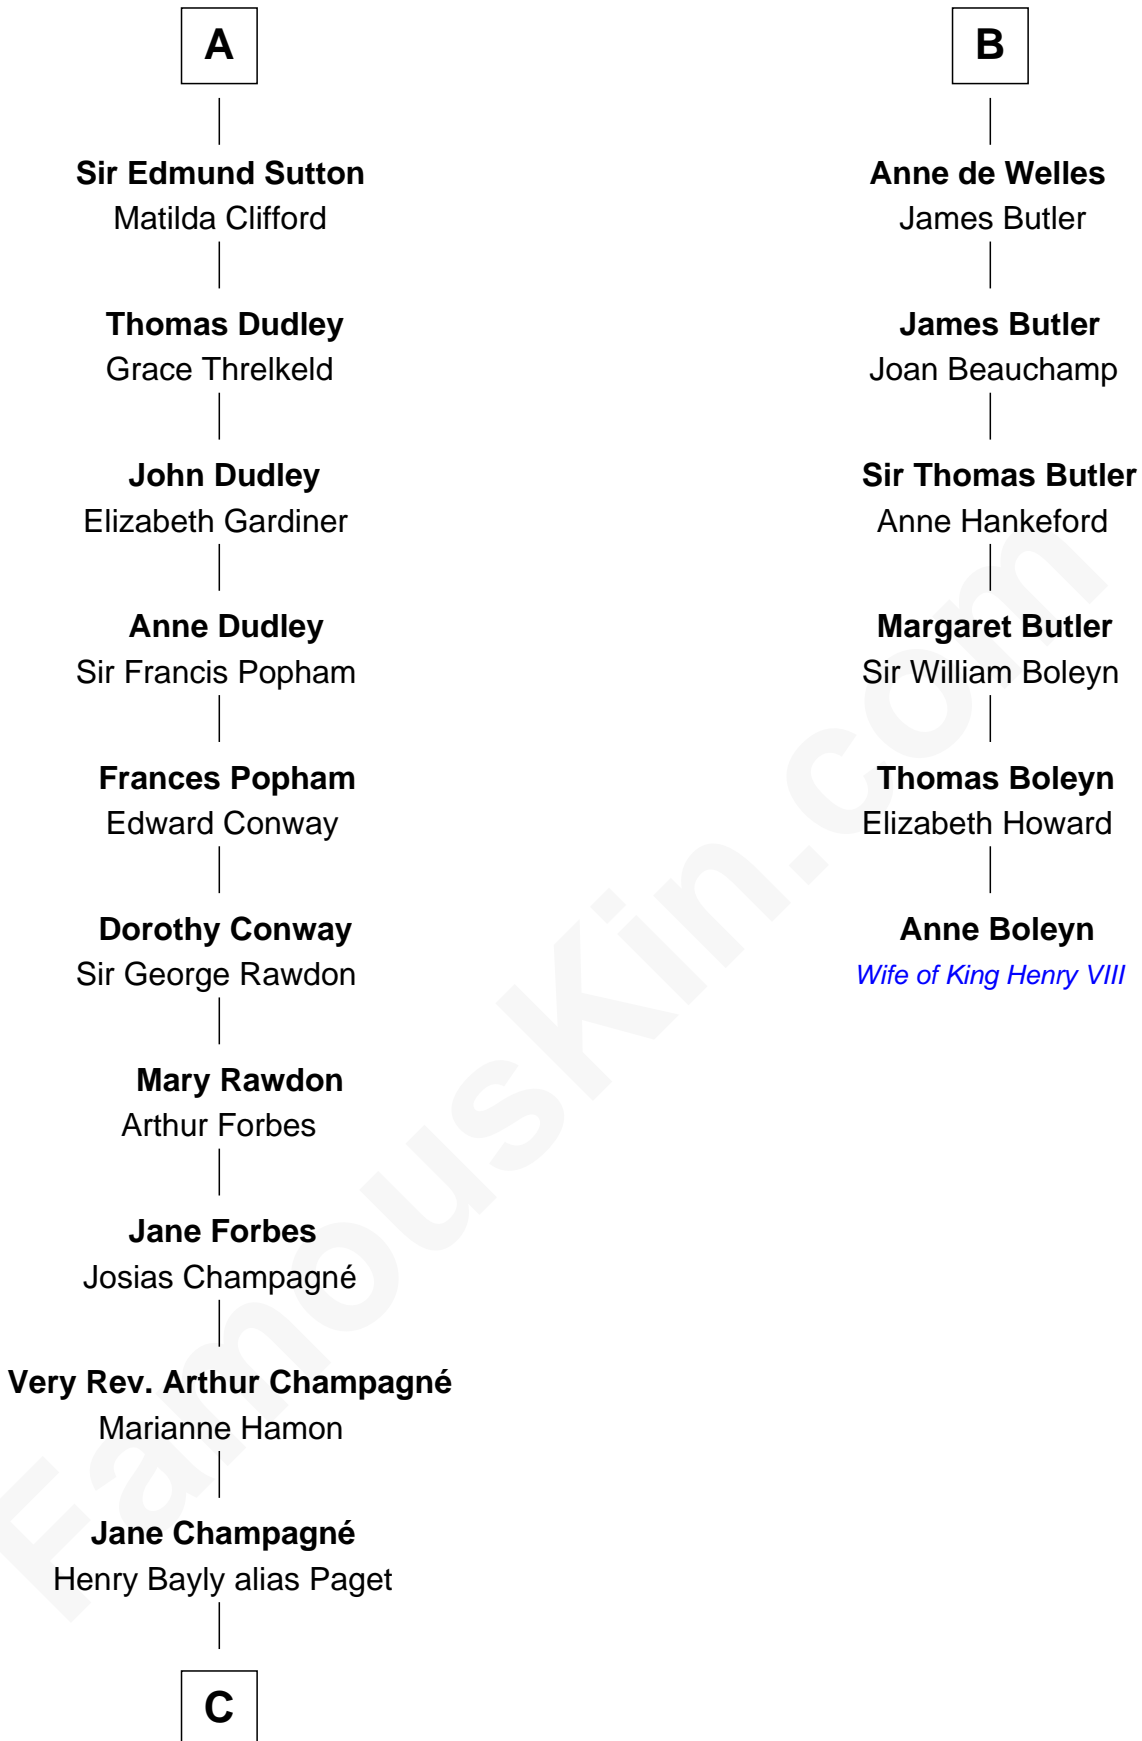 A
Sir Edmund Sutton
Matilda Clifford
Thomas Dudley
Grace Threlkeld
John Dudley
Elizabeth Gardiner
Anne Dudley
Sir Francis Popham
Frances Popham
Edward Conway
Dorothy Conway
Sir George Rawdon
Mary Rawdon
Arthur Forbes
Jane Forbes
Josias Champagné
Very Rev. Arthur Champagné
Marianne Hamon
Jane Champagné
Henry Bayly alias Paget
C
B
Anne de Welles
James Butler
James Butler
Joan Beauchamp
Sir Thomas Butler
Anne Hankeford
Margaret Butler
Sir William Boleyn
Thomas Boleyn
Elizabeth Howard
Anne Boleyn
Wife of King Henry VIII
FamousKin.com